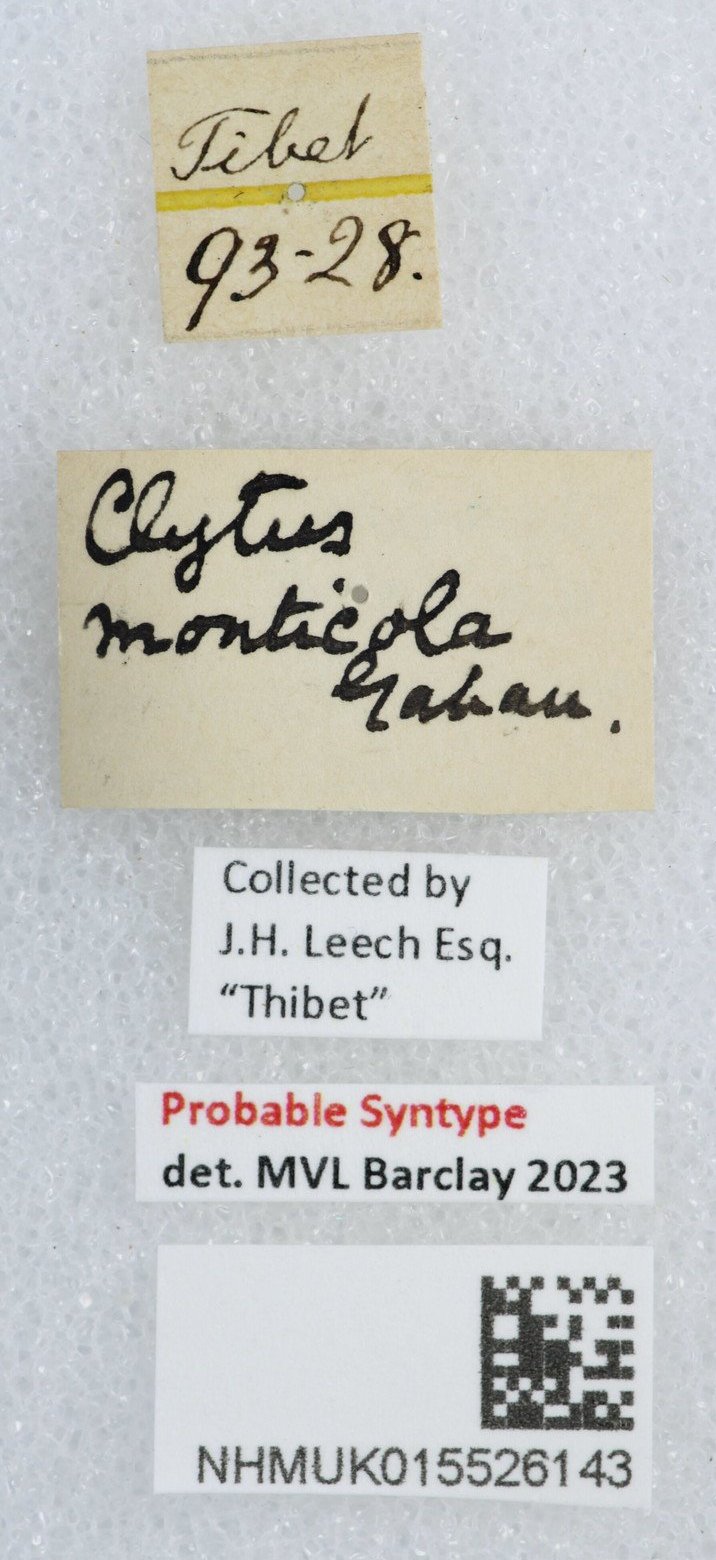 Tibet
93-28.
Clytus
monticola
Gahan.
Collected by
J.H. Leech Esq.
“Thibet”
Probable Syntype
det. MVL Barclay 2023
NHMUK015526143